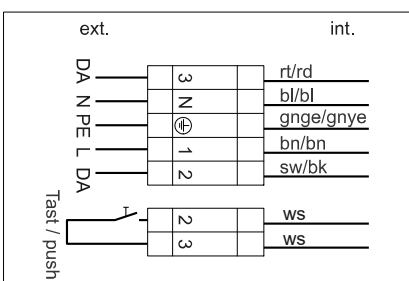 ext. int.
DA 3 rt/rd
N N bl/bl
PE gnge/gnye
L 1 bn/bn
DA 2 sw/bk
Tast / push
2 ws
3 ws